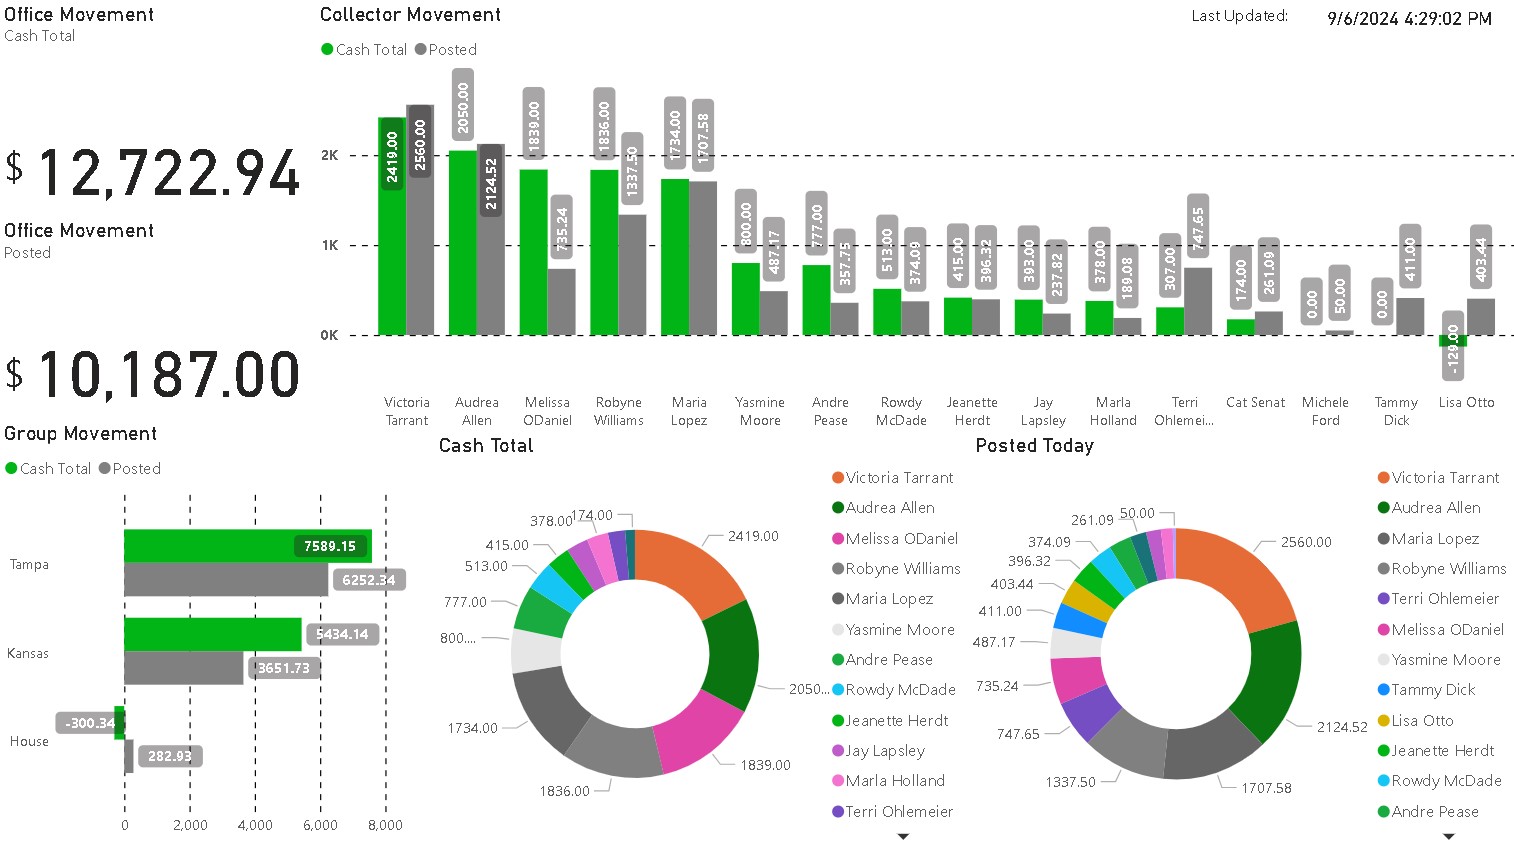 Office Movement
Cash Total
$ 12,722.94
Office Movement
Posted
$ 10,187.00
Collector Movement
Last Updated: 9/6/2024 4:29:02 PM
Cash Total Posted
2K
1K
0K
2419.00 2560.00
2050.00 2124.52
1839.00 735.24
1836.00 1337.50
1734.00 1707.58
800.00 487.17
777.00 357.75
513.00 374.09
415.00 396.32
393.00 237.82
378.00 189.08
307.00 747.65
174.00 261.09
0.00 50.00
0.00 411.00
-129.00 403.44
Victoria Tarrant
Audrea Allen
Melissa ODaniel
Robyne Williams
Maria Lopez
Yasmine Moore
Andre Pease
Rowdy McDade
Jeanette Herdt
Jay Lapsley
Marla Holland
Terri Ohlemei...
Cat Senat
Michele Ford
Tammy Dick
Lisa Otto
Group Movement
Cash Total Posted
Tampa
7589.15
6252.34
Kansas
5434.14
3651.73
House
-300.34
282.93
0 2,000 4,000 6,000 8,000
Cash Total
2419.00
2050...
1839.00
1836.00
1734.00
800....
777.00
513.00
415.00
378.00
174.00
Victoria Tarrant
Audrea Allen
Melissa ODaniel
Robyne Williams
Maria Lopez
Yasmine Moore
Andre Pease
Rowdy McDade
Jeanette Herdt
Jay Lapsley
Marla Holland
Terri Ohlemeier
Posted Today
2560.00
2124.52
1707.58
1337.50
747.65
735.24
487.17
411.00
403.44
396.32
374.09
261.09
50.00
Victoria Tarrant
Audrea Allen
Maria Lopez
Robyne Williams
Terri Ohlemeier
Melissa ODaniel
Yasmine Moore
Tammy Dick
Lisa Otto
Jeanette Herdt
Rowdy McDade
Andre Pease